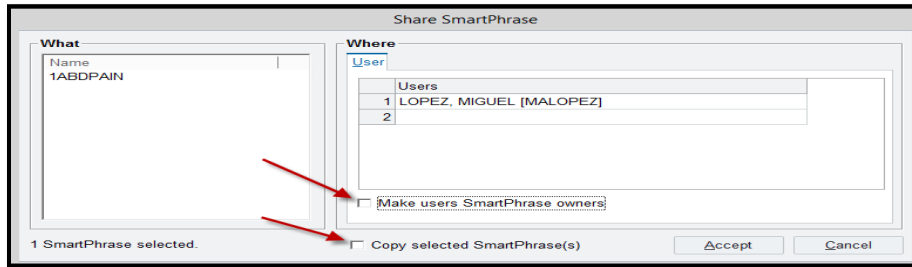 Share SmartPhrase
What
Name
1ABDPAIN
1 SmartPhrase selected.
Where
User
Users
1 LOPEZ, MIGUEL [MALOPEZ]
2
Make users SmartPhrase owners
Copy selected SmartPhrase(s)
Accept
Cancel